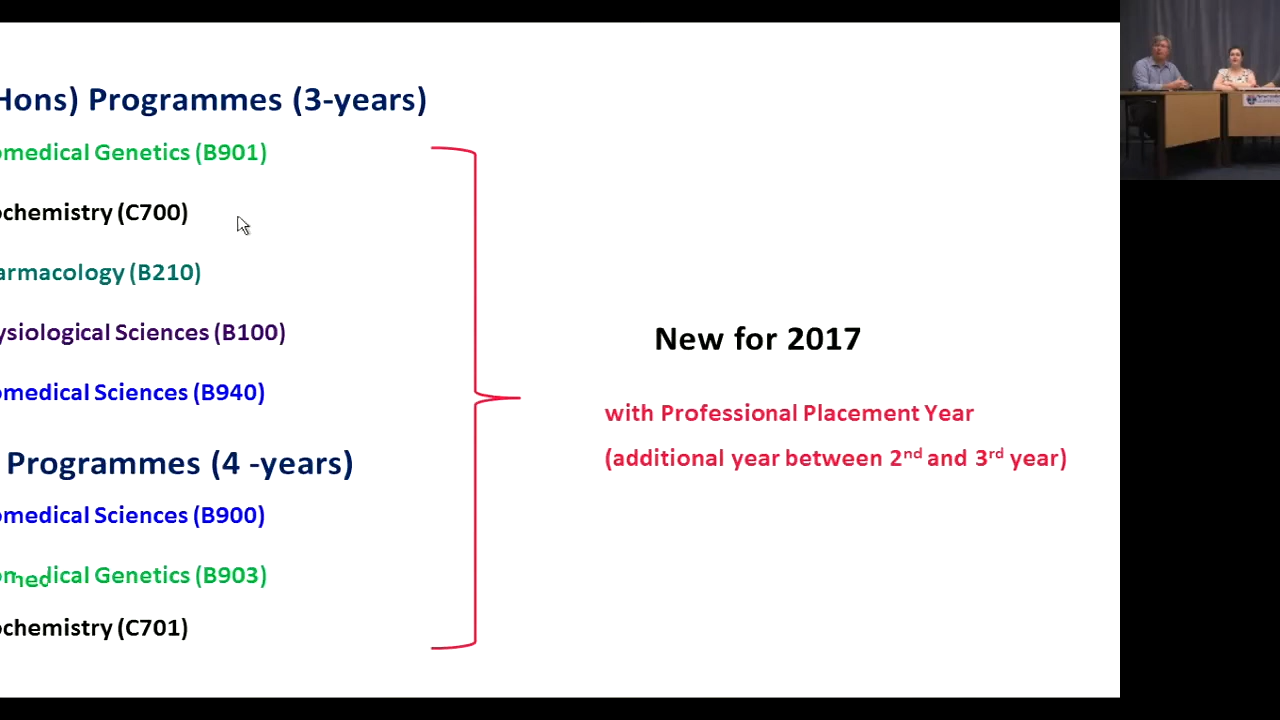 Hons) Programmes (3-years)
omedical Genetics (B901)
ochemistry (C700)
armacology (B210)
ysiological Sciences (B100)
omedical Sciences (B940)
Programmes (4 -years)
omedical Sciences (B900)
omedical Genetics (B903)
ochemistry (C701)
New for 2017
with Professional Placement Year
(additional year between 2nd and 3rd year)